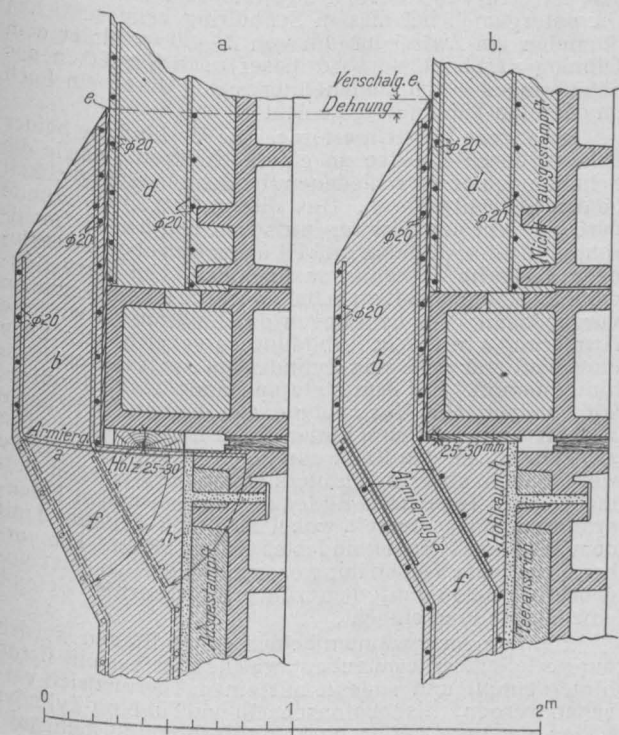 a.
b.
e
Verschalg. e.
Dehnung
φ20
φ20
φ20
φ20
d
d
φ20
φ20
Nicht ausgestampft
φ20
φ20
b
b
Armierg.
a
Holz 25-30
25-30mm
f
h
Ausgestampft
Armierung a
Hohlraum h
Teeranstrich
f
0
1
2m